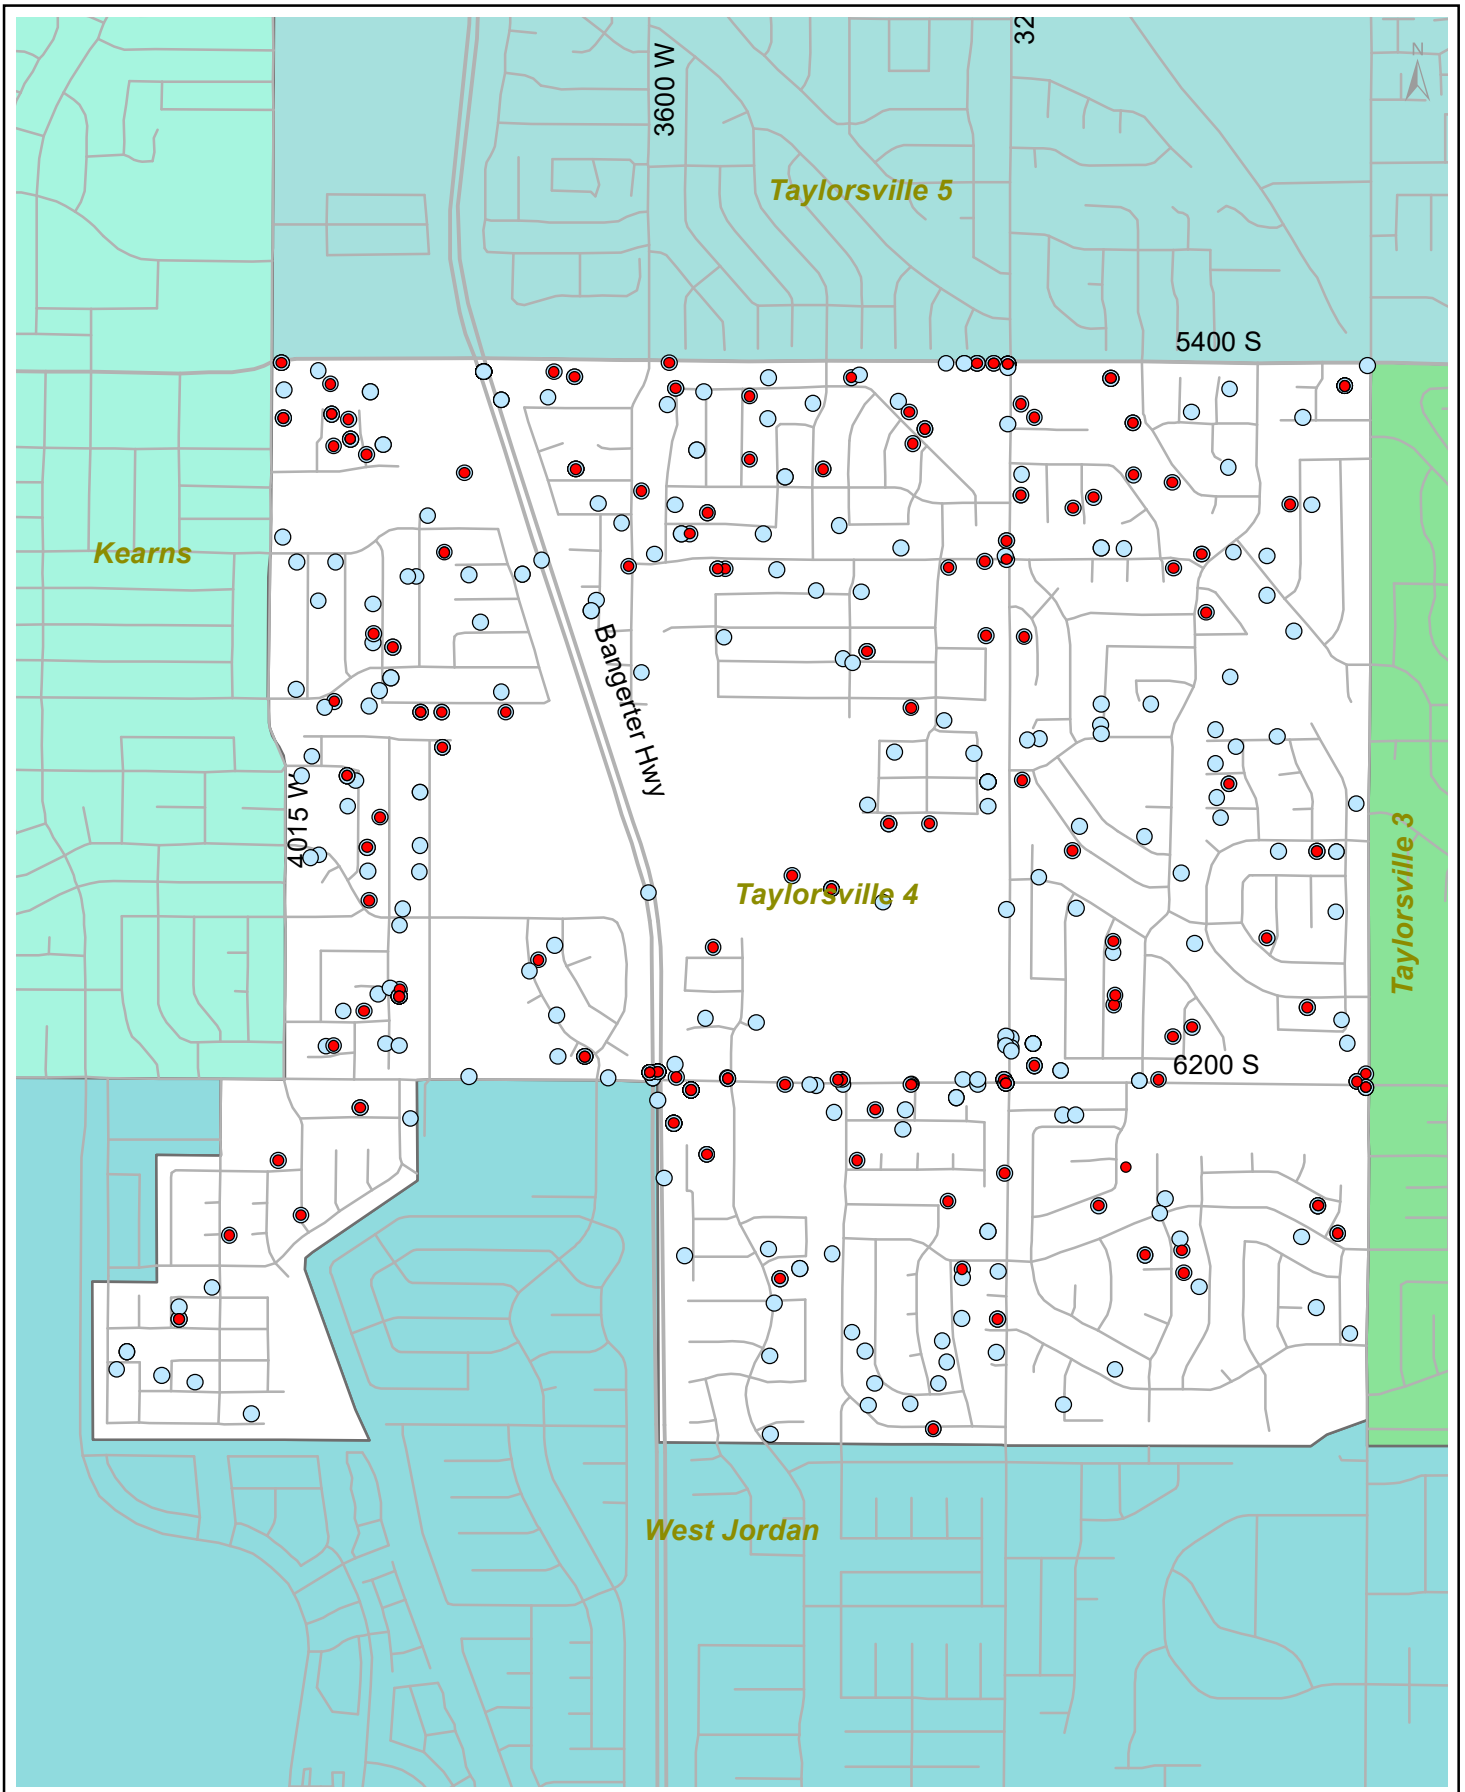 32
3600 W
N
Taylorsville 5
5400 S
Kearns
Bangerter Hwy
4015 W
Taylorsville 3
Taylorsville 4
6200 S
West Jordan